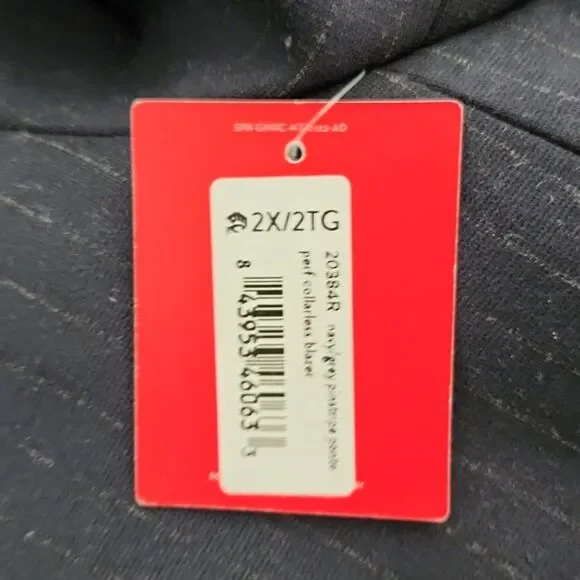 2X/2TG
20384R navy/grey pinstripe ponte
perf collarless blazer
8 43953 46063 3